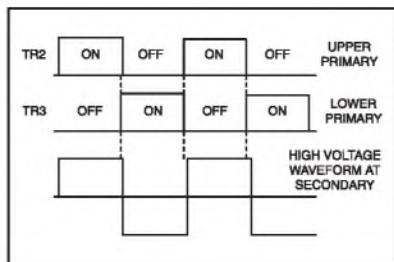 TR2 ON OFF ON OFF UPPER PRIMARY
TR3 OFF ON OFF ON LOWER PRIMARY
HIGH VOLTAGE
WAVEFORM AT
SECONDARY